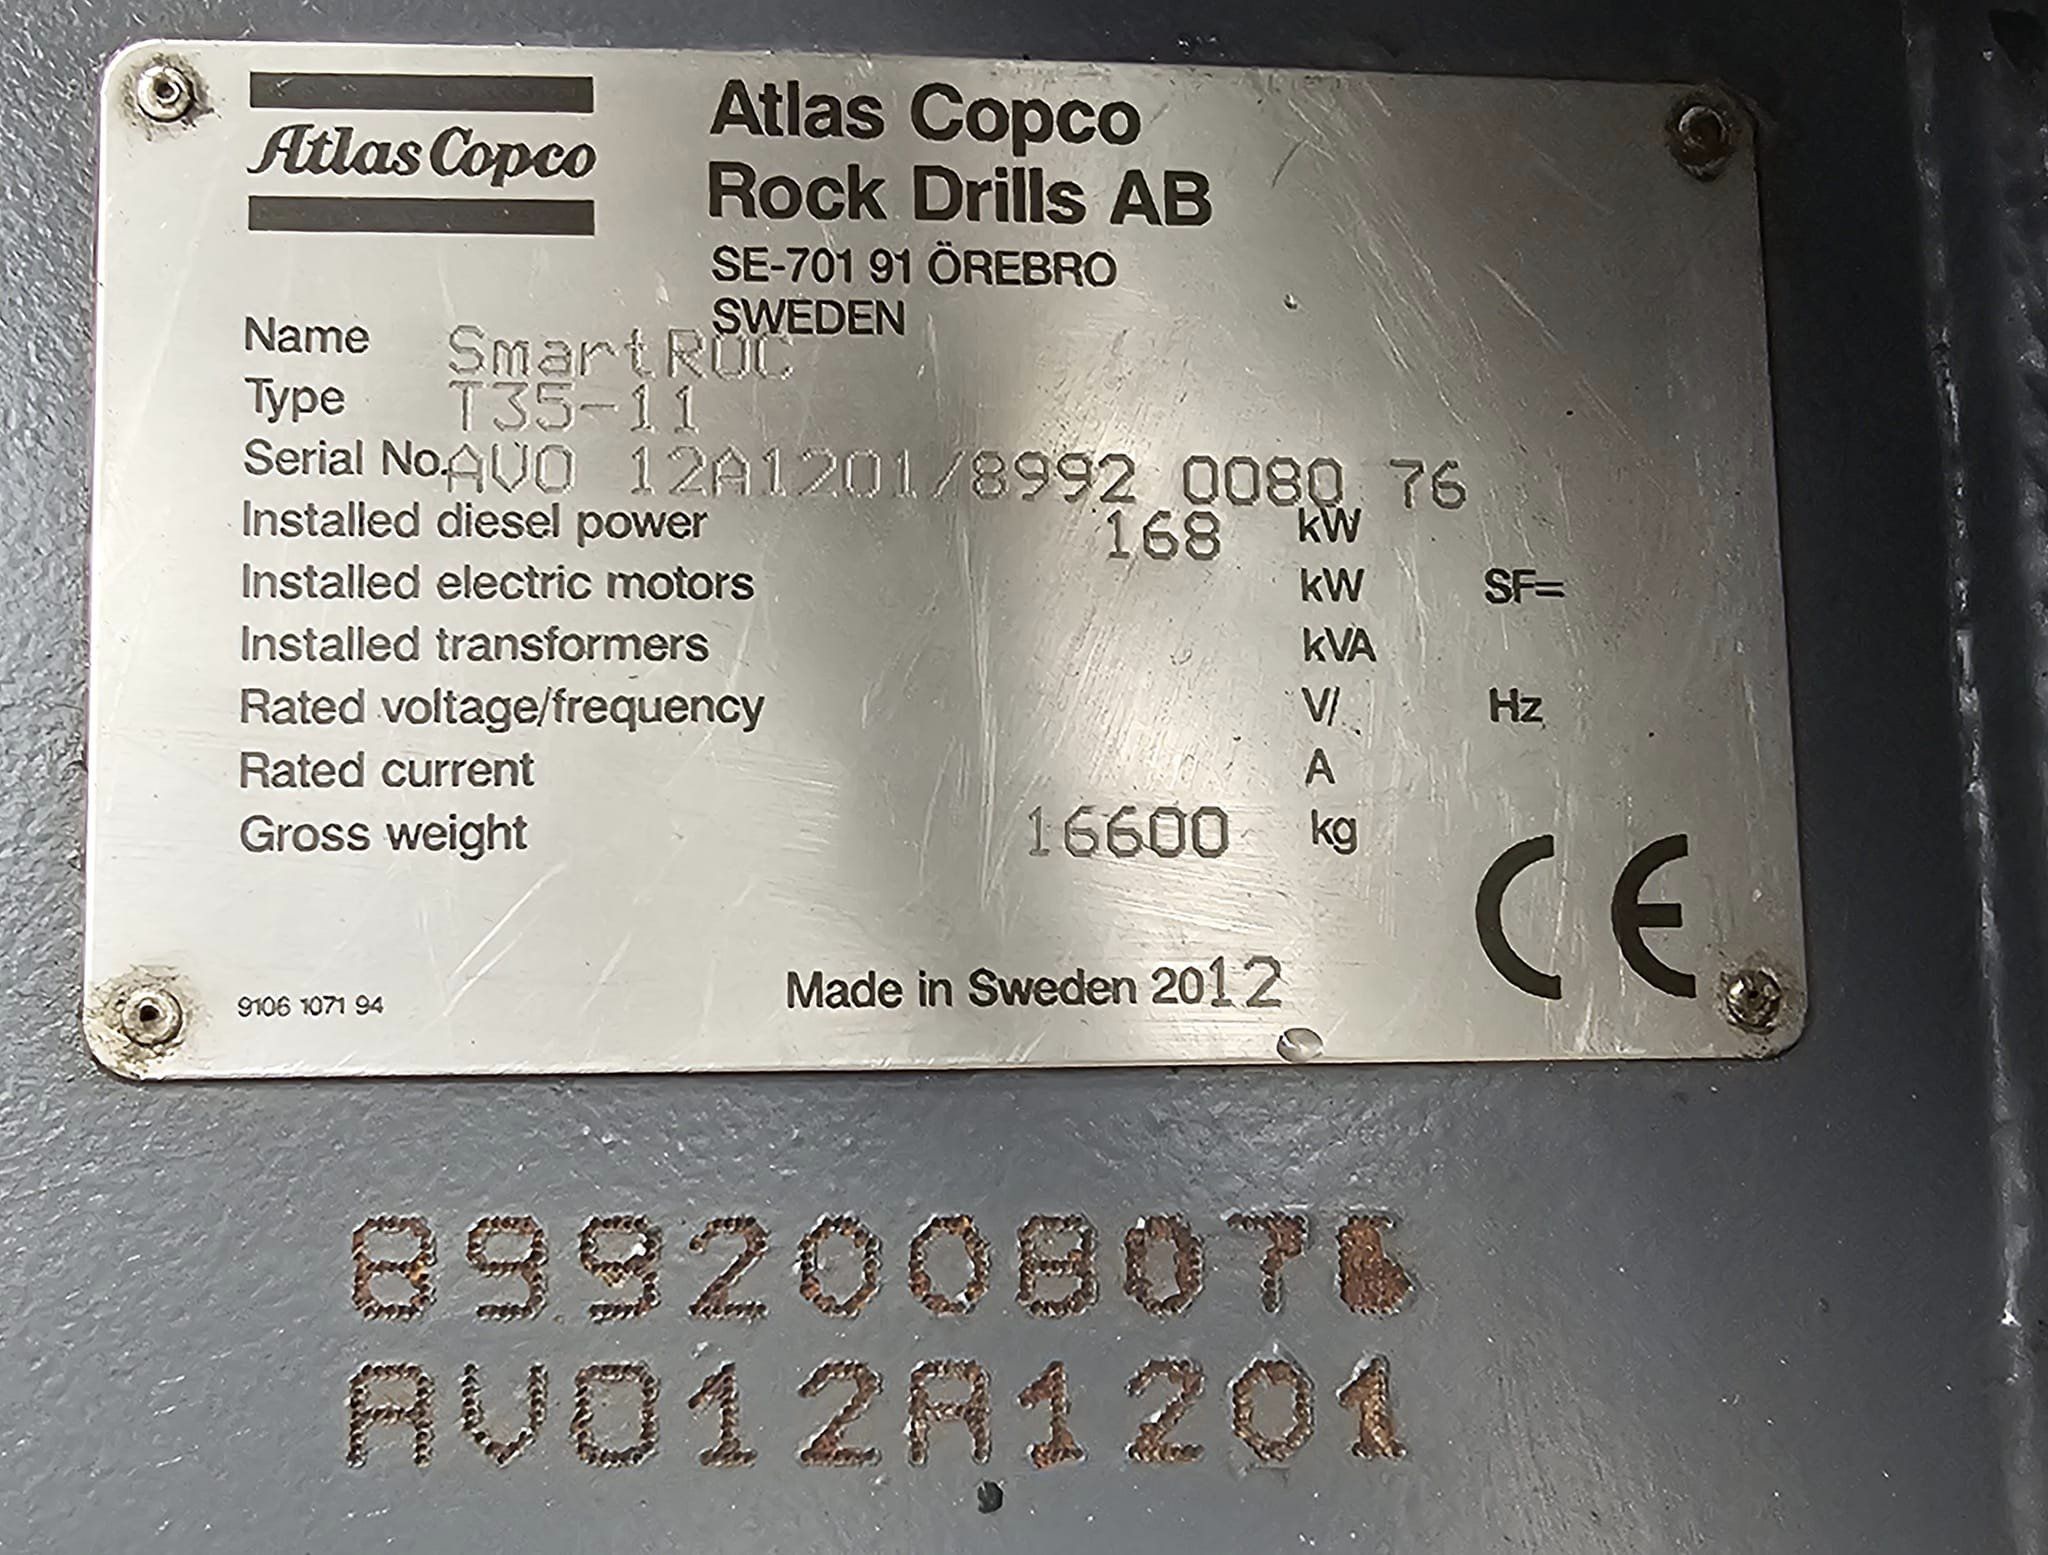 Atlas Copco
Atlas Copco
Rock Drills AB
SE-701 91 ÖREBRO
SWEDEN
Name SmartROC
Type T35-11
Serial No. AVO 12A1201/8992 0080 76
Installed diesel power 168 kW
Installed electric motors kW SF=
Installed transformers kVA
Rated voltage/frequency V/ Hz
Rated current A
Gross weight 16600 kg
CE
9106 1071 94
Made in Sweden 2012
8992008076
AVO12A1201